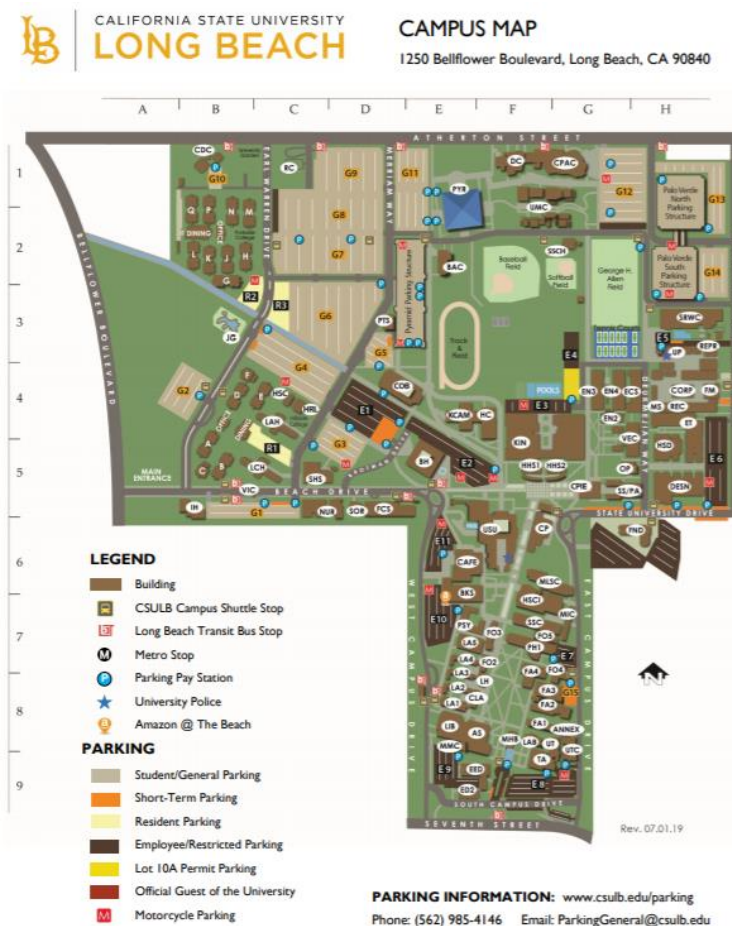 CALIFORNIA STATE UNIVERSITY
LONG BEACH
LB
CAMPUS MAP
1250 Bellflower Boulevard, Long Beach, CA 90840
A B C D E F G H
ATHERTON STREET
1
CDC
G10
RC
G9
MERRIAM WAY
G11
PYR
DC
CPAC
UMC
G12
Palo Verde
North
Parking
Structure
G13
EARL WARREN DRIVE
Q P N M
DINING
OFFICE
L K J H
G
G8
2
G7
BAC
Baseball
Field
Softball
Field
SSCH
George H.
Allen
Field
Palo Verde
South
Parking
Structure
G14
BELLFLOWER BOULEVARD
3
R2
R3
JG
G6
PTS
Pyramid Parking Structure
Track
&
Field
E4
SRWC
E5
UP
REPR
G5
4
G2
G4
F
E
D
HSC
HRL
COB
E1
POOLS
E3
EN3
EN4
ECS
CORP
FM
MS
REC
ET
OFFICE
DINING
LAH
KCAM
HC
KIN
EN2
VEC
HSD
E6
A
B
C
R1
G3
5
MAIN
ENTRANCE
LCH
SHS
BH
E2
HHS1
HHS2
OP
DESN
VIC
BEACH DRIVE
CPIE
SS/PA
STATE UNIVERSITY DRIVE
IH
G1
NUR
SOR
FCS
USU
CP
FND
E11
6
CAFE
MLSC
WEST CAMPUS DRIVE
EAST CAMPUS DRIVE
BKS
HSCI
E10
MIC
7
PSY
FO3
SSC
FO5
LA5
PH1
E7
LA4
FO2
LA3
FA4
FO4
LA2
LH
FA3
G15
8
LA1
CLA
FA2
LIB
AS
FA1
ANNEX
MMC
MHB
LAB
UT
UTC
TA
9
E9
EED
ED2
E8
SOUTH CAMPUS DRIVE
SEVENTH STREET
N
Rev. 07.01.19
LEGEND
Building
CSULB Campus Shuttle Stop
Long Beach Transit Bus Stop
Metro Stop
Parking Pay Station
University Police
Amazon @ The Beach
PARKING
Student/General Parking
Short-Term Parking
Resident Parking
Employee/Restricted Parking
Lot 10A Permit Parking
Official Guest of the University
Motorcycle Parking
PARKING INFORMATION: www.csulb.edu/parking
Phone: (562) 985-4146 Email: ParkingGeneral@csulb.edu